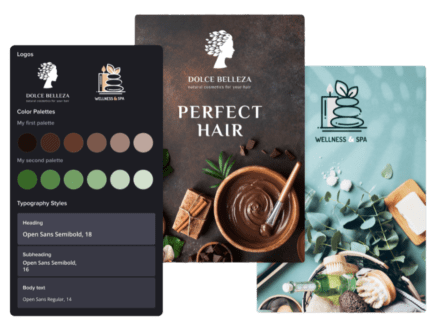 Logos
DOLCE BELLEZA
natural cosmetics for your hair
WELLNESS & SPA
Color Palettes
My first palette
My second palette
Typography Styles
Heading
Open Sans Semibold, 18
Subheading
Open Sans Semibold,
16
Body text
Open Sans Regular, 14
DOLCE BELLEZA
natural cosmetics for your hair
PERFECT
HAIR
WELLNESS & SPA